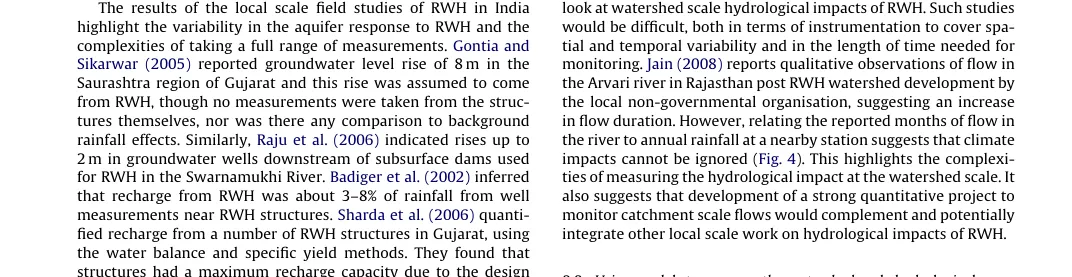 The results of the local scale field studies of RWH in India
highlight the variability in the aquifer response to RWH and the
complexities of taking a full range of measurements. Gontia and
Sikarwar (2005) reported groundwater level rise of 8 m in the
Saurashtra region of Gujarat and this rise was assumed to come
from RWH, though no measurements were taken from the struc-
tures themselves, nor was there any comparison to background
rainfall effects. Similarly, Raju et al. (2006) indicated rises up to
2 m in groundwater wells downstream of subsurface dams used
for RWH in the Swarnamukhi River. Badiger et al. (2002) inferred
that recharge from RWH was about 3–8% of rainfall from well
measurements near RWH structures. Sharda et al. (2006) quanti-
fied recharge from a number of RWH structures in Gujarat, using
the water balance and specific yield methods. They found that
structures had a maximum recharge capacity due to the design
look at watershed scale hydrological impacts of RWH. Such studies
would be difficult, both in terms of instrumentation to cover spa-
tial and temporal variability and in the length of time needed for
monitoring. Jain (2008) reports qualitative observations of flow in
the Arvari river in Rajasthan post RWH watershed development by
the local non-governmental organisation, suggesting an increase
in flow duration. However, relating the reported months of flow in
the river to annual rainfall at a nearby station suggests that climate
impacts cannot be ignored (Fig. 4). This highlights the complexi-
ties of measuring the hydrological impact at the watershed scale. It
also suggests that development of a strong quantitative project to
monitor catchment scale flows would complement and potentially
integrate other local scale work on hydrological impacts of RWH.